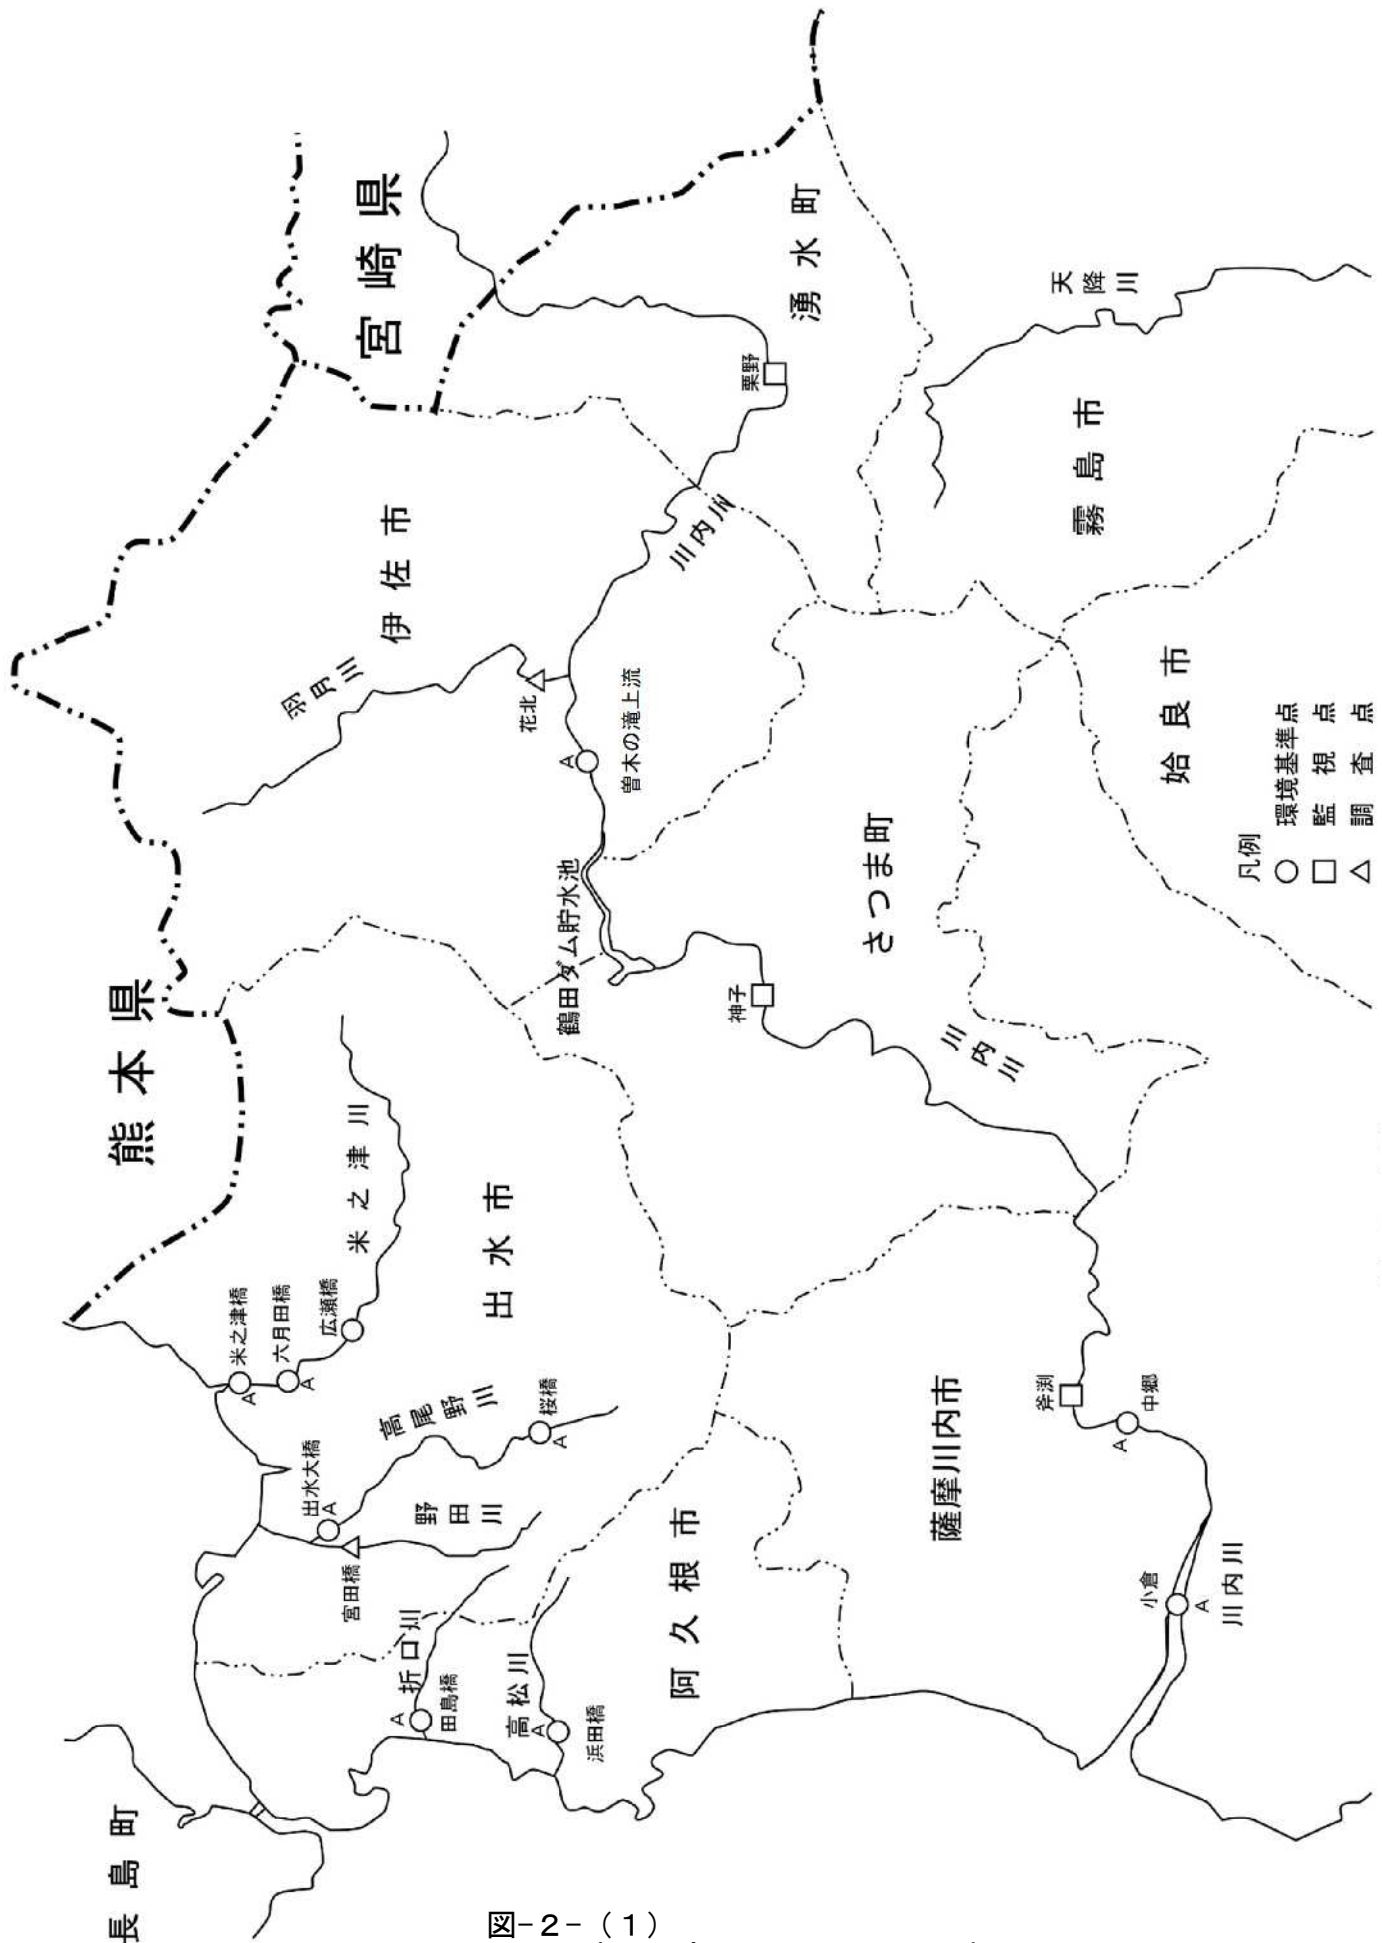 熊本県
宮崎県
長島町
出水市
伊佐市
湧水町
阿久根市
薩摩川内市
さつま町
霧島市
姶良市
米之津橋
A
六月田橋
A
広瀬橋
米之津川
出水大橋
A
高尾野川
桜橋
A
野田川
宮田橋
折口川
A
田島橋
高松川
A
浜田橋
羽月川
花北
A
曽木の滝上流
鶴田ダム貯水池
川内川
栗野
天降川
神子
川内川
斧渕
中郷
A
小倉
A
川内川
凡例
○ 環境基準点
□ 監視点
△ 調査点
図-2-(1)